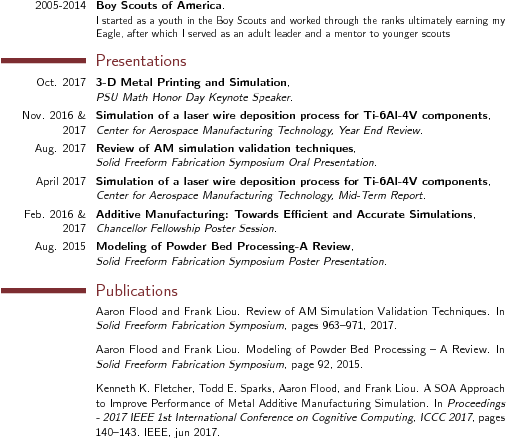 2005-2014 Boy Scouts of America.
I started as a youth in the Boy Scouts and worked through the ranks ultimately earning my
Eagle, after which I served as an adult leader and a mentor to younger scouts
Presentations
Oct. 2017 3-D Metal Printing and Simulation,
PSU Math Honor Day Keynote Speaker.
Nov. 2016 & Simulation of a laser wire deposition process for Ti-6Al-4V components,
2017 Center for Aerospace Manufacturing Technology, Year End Review.
Aug. 2017 Review of AM simulation validation techniques,
Solid Freeform Fabrication Symposium Oral Presentation.
April 2017 Simulation of a laser wire deposition process for Ti-6Al-4V components,
Center for Aerospace Manufacturing Technology, Mid-Term Report.
Feb. 2016 & Additive Manufacturing: Towards Efficient and Accurate Simulations,
2017 Chancellor Fellowship Poster Session.
Aug. 2015 Modeling of Powder Bed Processing-A Review,
Solid Freeform Fabrication Symposium Poster Presentation.
Publications
Aaron Flood and Frank Liou. Review of AM Simulation Validation Techniques. In
Solid Freeform Fabrication Symposium, pages 963–971, 2017.
Aaron Flood and Frank Liou. Modeling of Powder Bed Processing – A Review. In
Solid Freeform Fabrication Symposium, page 92, 2015.
Kenneth K. Fletcher, Todd E. Sparks, Aaron Flood, and Frank Liou. A SOA Approach
to Improve Performance of Metal Additive Manufacturing Simulation. In Proceedings
- 2017 IEEE 1st International Conference on Cognitive Computing, ICCC 2017, pages
140–143. IEEE, jun 2017.